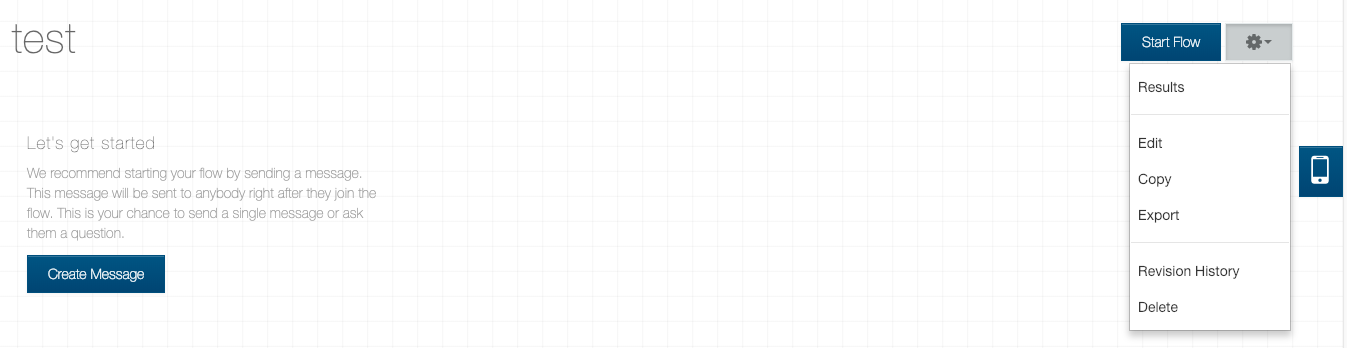 test
Start Flow
Results
Edit
Copy
Export
Revision History
Delete
Let's get started
We recommend starting your flow by sending a message.
This message will be sent to anybody right after they join the
flow. This is your chance to send a single message or ask
them a question.
Create Message